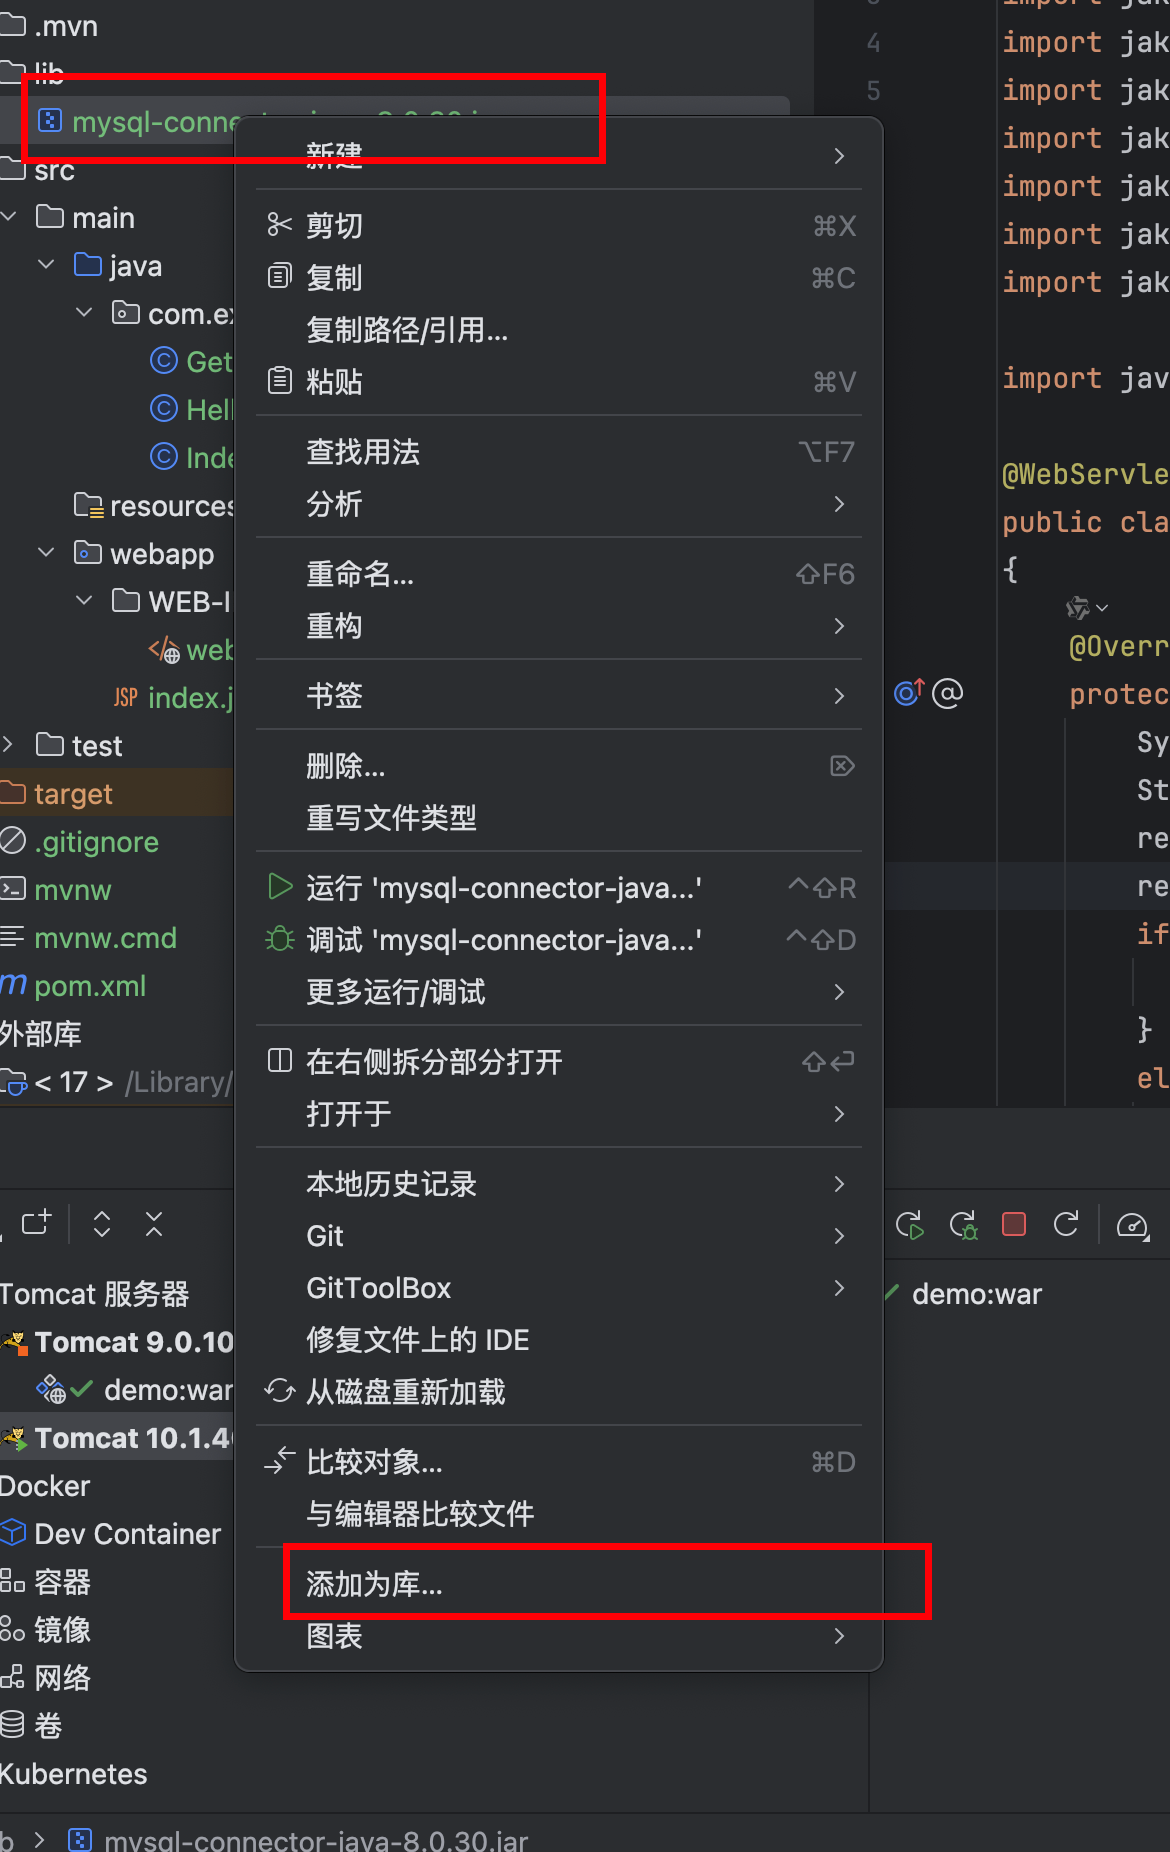 .mvn
lib
mysql-conne
src
main
java
com.ex
Get
Hell
Inde
resources
webapp
WEB-I
web
JSP index.j
test
target
.gitignore
mvnw
mvnw.cmd
pom.xml
外部库
< 17 > /Library/
新建
剪切 ⌘X
复制 ⌘C
复制路径/引用...
粘贴 ⌘V
查找用法 ⌥F7
分析
重命名... ⇧F6
重构
书签
删除...
重写文件类型
运行 'mysql-connector-java...' ^⇧R
调试 'mysql-connector-java...' ^⇧D
更多运行/调试
在右侧拆分部分打开 ⇧↩
打开于
本地历史记录
Git
GitToolBox
修复文件上的 IDE
从磁盘重新加载
比较对象... ⌘D
与编辑器比较文件
添加为库...
图表
4
5
import jak
import jak
import jak
import jak
import jak
import jak
import jav
@WebServle
public cla
{
@Overr
protec
Sy
St
re
re
if
}
el
Tomcat 服务器
Tomcat 9.0.10
demo:war
Tomcat 10.1.4
Docker
Dev Container
容器
镜像
网络
卷
Kubernetes
demo:war
b > mysql-connector-java-8.0.30.jar